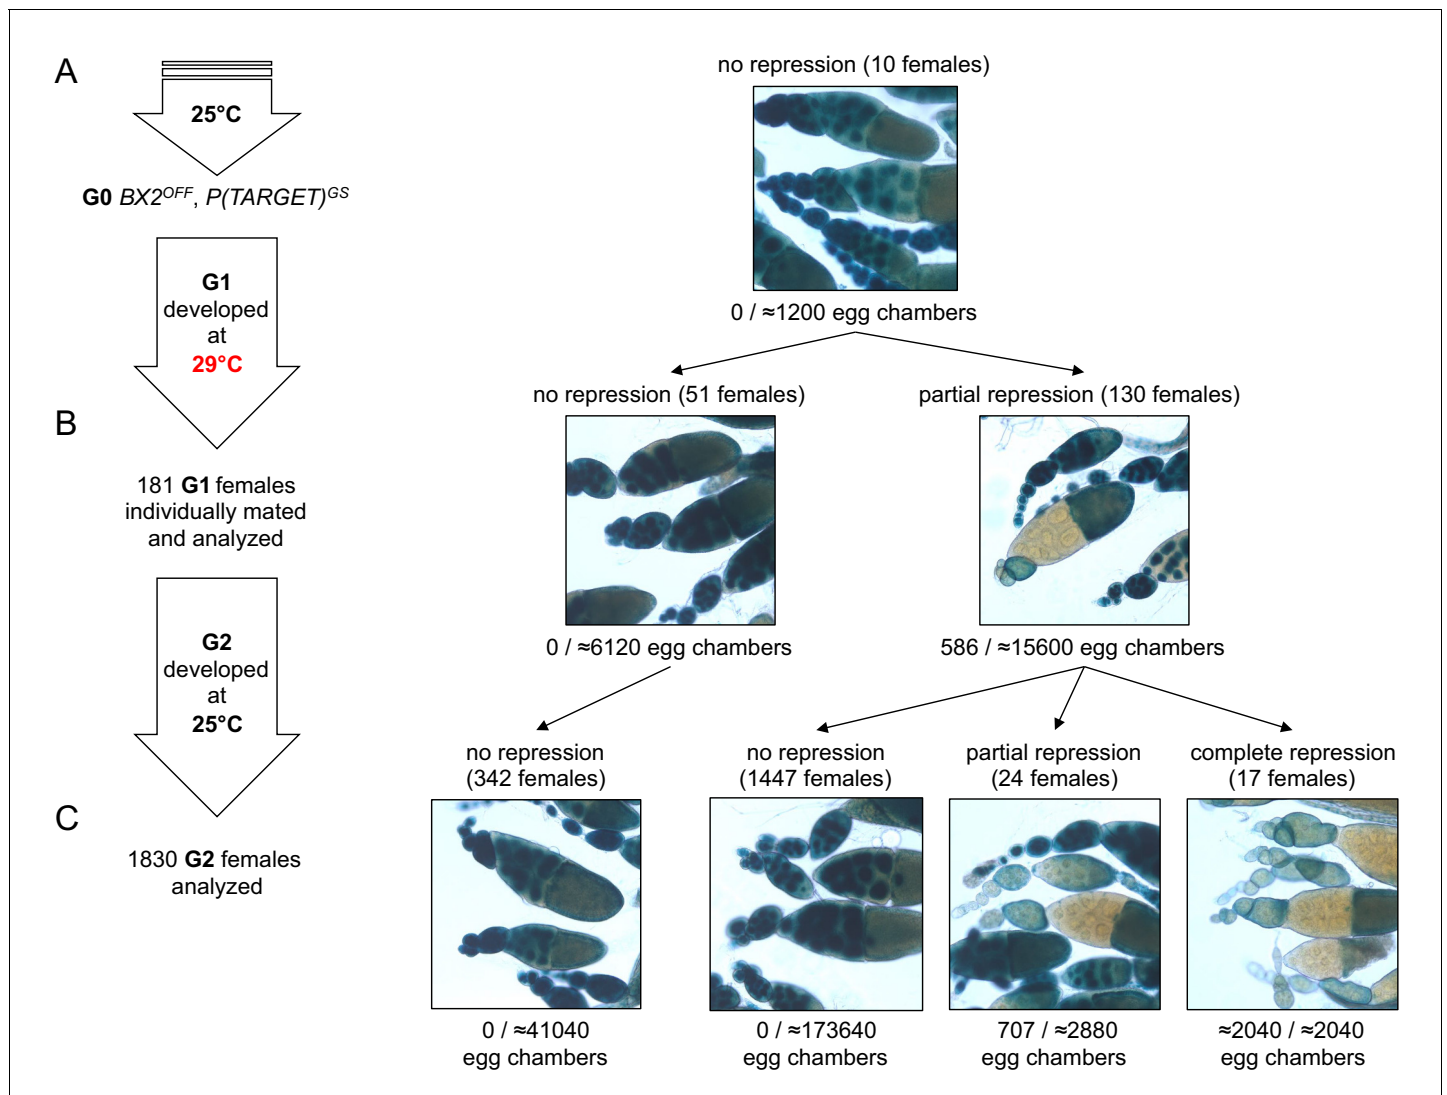 A
25°C
G0 BX2^OFF, P(TARGET)^GS
no repression (10 females)
0 / ≈1200 egg chambers
G1
developed
at
29°C
B
181 G1 females
individually mated
and analyzed
no repression (51 females)
0 / ≈6120 egg chambers
partial repression (130 females)
586 / ≈15600 egg chambers
G2
developed
at
25°C
C
1830 G2 females
analyzed
no repression
(342 females)
0 / ≈41040
egg chambers
no repression
(1447 females)
0 / ≈173640
egg chambers
partial repression
(24 females)
707 / ≈2880
egg chambers
complete repression
(17 females)
≈2040 / ≈2040
egg chambers